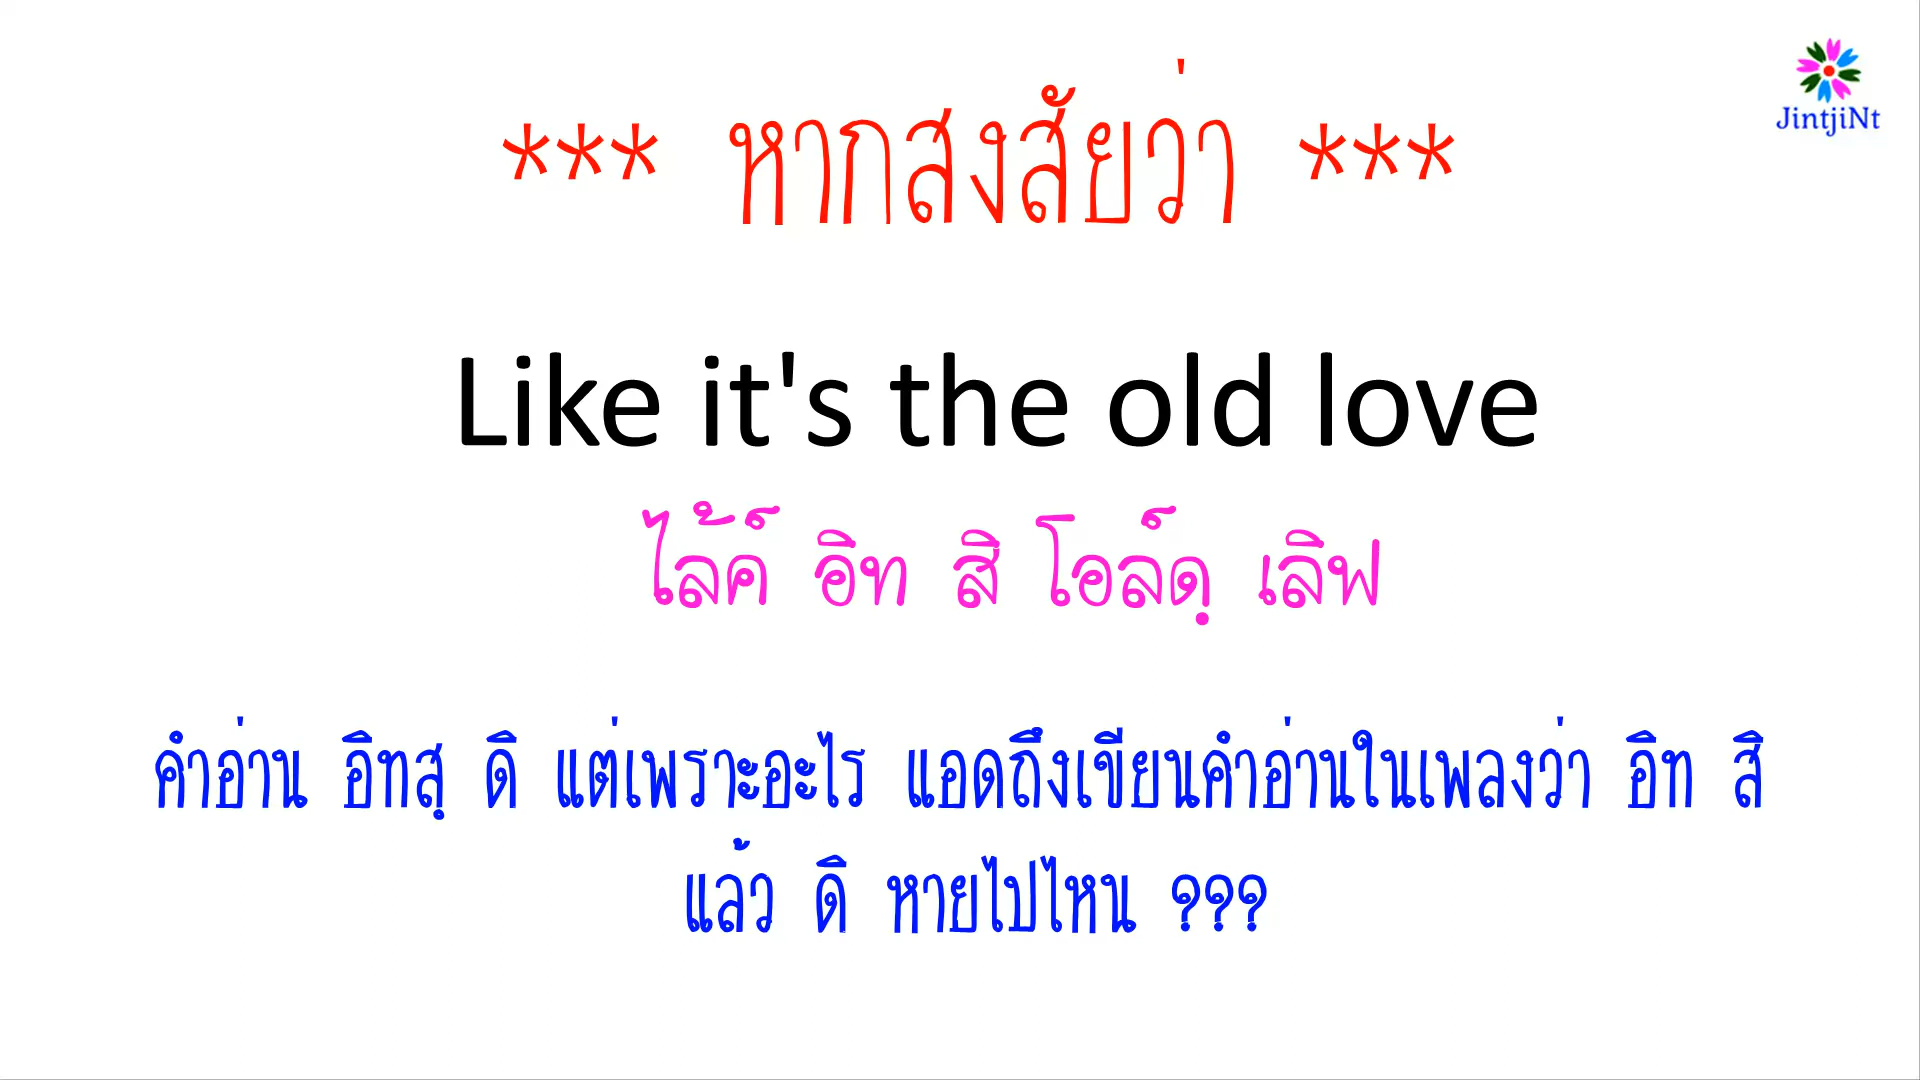 JintjiNt
*** หากสงสัยว่า ***
Like it's the old love
ไล้ค์ อิท สิ โอล์ดฺ เลิฟ
คำอ่าน อิทสฺ ดิ แต่เพราะอะไร แอดถึงเขียนคำอ่านในเพลงว่า อิท สิ
แล้ว ดิ หายไปไหน ???